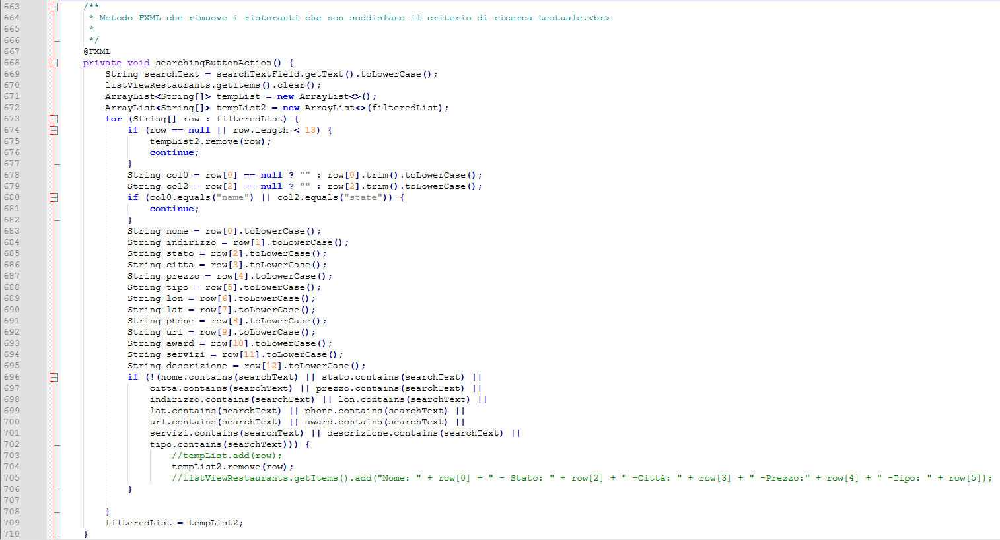 663 /**
664 * Metodo FXML che rimuove i ristoranti che non soddisfano il criterio di ricerca testuale.<br>
665 *
666 */
667 @FXML
668 private void searchingButtonAction() {
669 String searchText = searchTextField.getText().toLowerCase();
670 listViewRestaurants.getItems().clear();
671 ArrayList<String[]> tempList = new ArrayList<>();
672 ArrayList<String[]> tempList2 = new ArrayList<>(filteredList);
673 for (String[] row : filteredList) {
674 if (row == null || row.length < 13) {
675 tempList2.remove(row);
676 continue;
677 }
678 String col0 = row[0] == null ? "" : row[0].trim().toLowerCase();
679 String col2 = row[2] == null ? "" : row[2].trim().toLowerCase();
680 if (col0.equals("name") || col2.equals("state")) {
681 continue;
682 }
683 String nome = row[0].toLowerCase();
684 String indirizzo = row[1].toLowerCase();
685 String stato = row[2].toLowerCase();
686 String citta = row[3].toLowerCase();
687 String prezzo = row[4].toLowerCase();
688 String tipo = row[5].toLowerCase();
689 String lon = row[6].toLowerCase();
690 String lat = row[7].toLowerCase();
691 String phone = row[8].toLowerCase();
692 String url = row[9].toLowerCase();
693 String award = row[10].toLowerCase();
694 String servizi = row[11].toLowerCase();
695 String descrizione = row[12].toLowerCase();
696 if (!(nome.contains(searchText) || stato.contains(searchText) ||
697 citta.contains(searchText) || prezzo.contains(searchText) ||
698 indirizzo.contains(searchText) || lon.contains(searchText) ||
699 lat.contains(searchText) || phone.contains(searchText) ||
700 url.contains(searchText) || award.contains(searchText) ||
701 servizi.contains(searchText) || descrizione.contains(searchText) ||
702 tipo.contains(searchText))) {
703 //tempList.add(row);
704 tempList2.remove(row);
705 //listViewRestaurants.getItems().add("Nome: " + row[0] + " - Stato: " + row[2] + " -Città: " + row[3] + " -Prezzo:" + row[4] + " -Tipo: " + row[5]);
706 }
707
708 }
709 filteredList = tempList2;
710 }